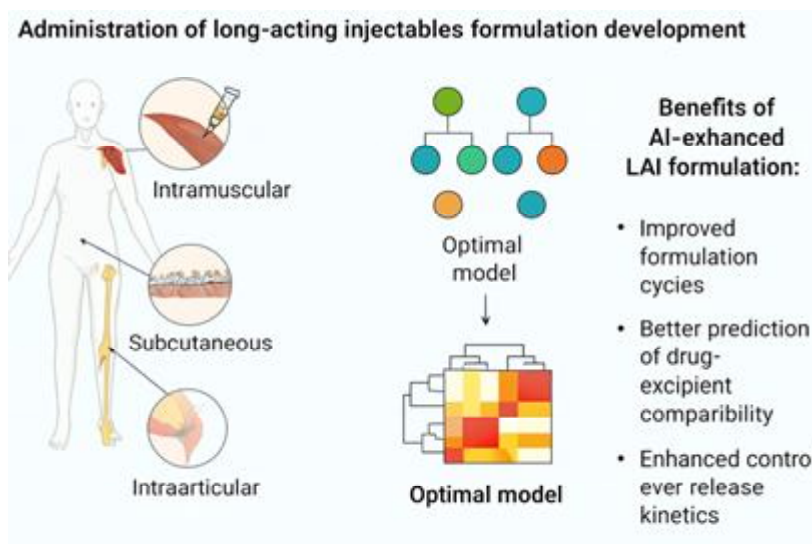 Administration of long-acting injectables formulation development
Intramuscular
Subcutaneous
Intraarticular
Optimal
model
Optimal model
Benefits of
AI-exhanced
LAI formulation:
• Improved
formulation
cycles
• Better prediction
of drug-
excipient
comparibility
• Enhanced contro
ever release
kinetics